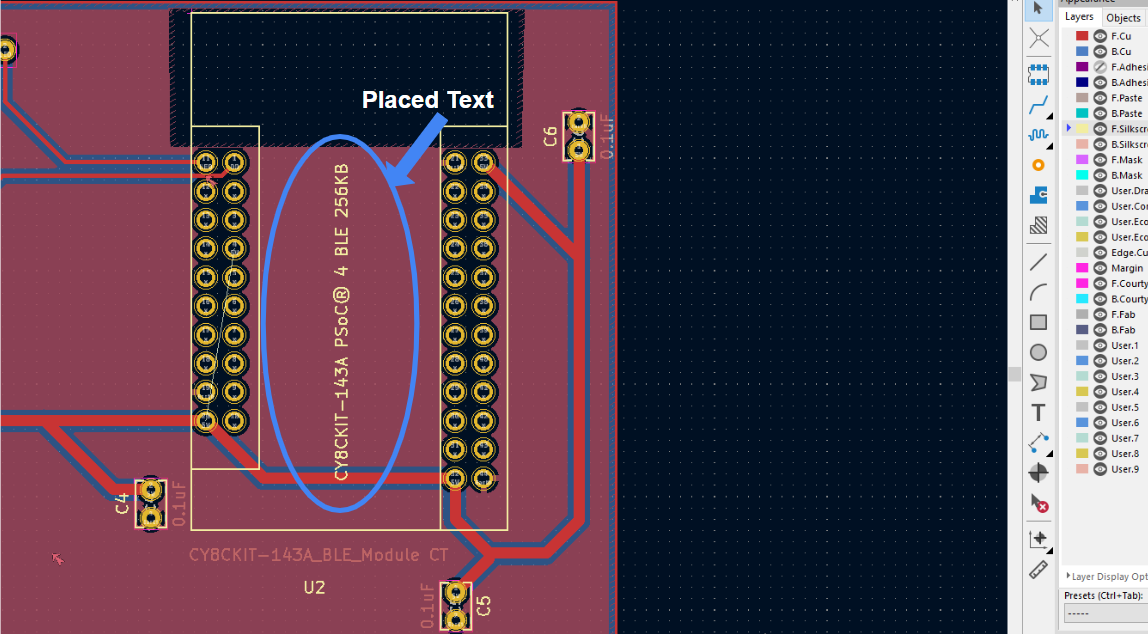 Appearance
Layers Objects
Placed Text
F.Cu
B.Cu
F.Adhesi
B.Adhesi
F.Paste
B.Paste
F.Silkscre
B.Silkscre
F.Mask
B.Mask
User.Dra
User.Cor
User.Eco
User.Eco
Edge.Cu
Margin
F.Courty
B.Courty
F.Fab
B.Fab
User.1
User.2
User.3
User.4
User.5
User.6
User.7
User.8
User.9
C6
0.1uF
CY8CKIT-143A PSoC® 4 BLE 256KB
C4
0.1uF
CY8CKIT-143A_BLE_Module CT
U2
0.1uF
C5
Layer Display Opt
Presets (Ctrl+Tab):
-----